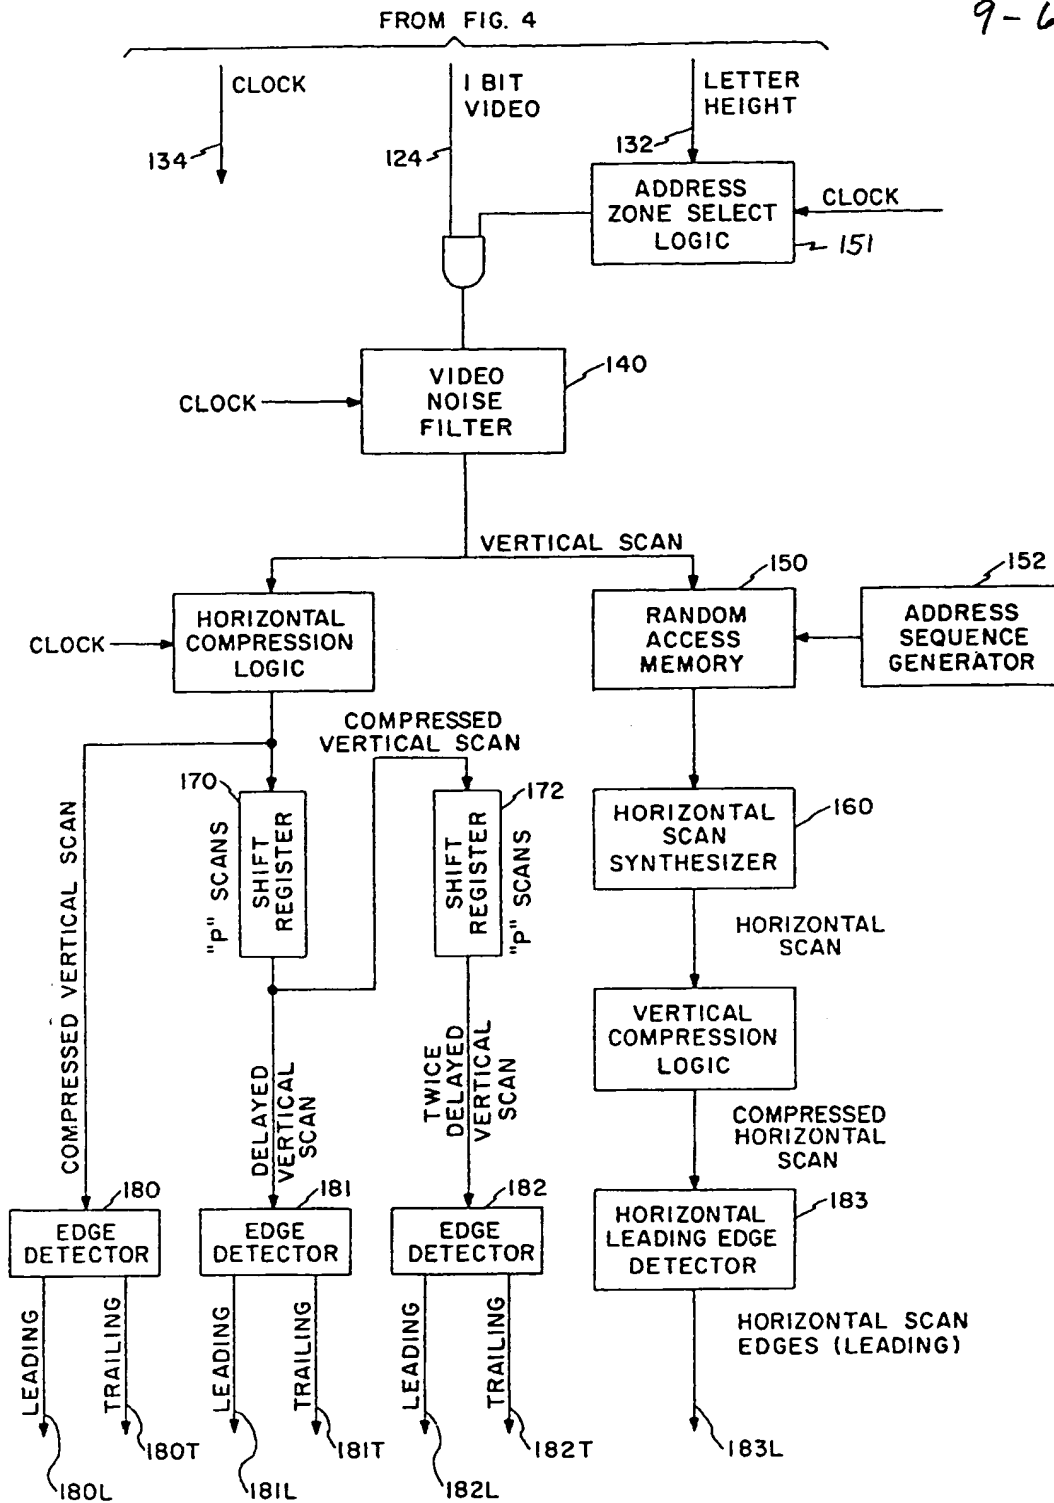 FROM FIG. 4
CLOCK
134
1 BIT
VIDEO
124
LETTER
HEIGHT
132
ADDRESS
ZONE SELECT
LOGIC
CLOCK
151
VIDEO
NOISE
FILTER
140
CLOCK
VERTICAL SCAN
HORIZONTAL
COMPRESSION
LOGIC
CLOCK
RANDOM
ACCESS
MEMORY
150
ADDRESS
SEQUENCE
GENERATOR
152
COMPRESSED
VERTICAL SCAN
COMPRESSED VERTICAL SCAN
170
"P" SCANS
SHIFT
REGISTER
172
SHIFT
REGISTER
"P" SCANS
HORIZONTAL
SCAN
SYNTHESIZER
160
HORIZONTAL
SCAN
VERTICAL
COMPRESSION
LOGIC
DELAYED
VERTICAL
SCAN
TWICE
DELAYED
VERTICAL
SCAN
COMPRESSED
HORIZONTAL
SCAN
180
EDGE
DETECTOR
181
EDGE
DETECTOR
182
EDGE
DETECTOR
183
HORIZONTAL
LEADING EDGE
DETECTOR
LEADING
TRAILING
LEADING
TRAILING
LEADING
TRAILING
HORIZONTAL SCAN
EDGES (LEADING)
180L
180T
181L
181T
182L
182T
183L